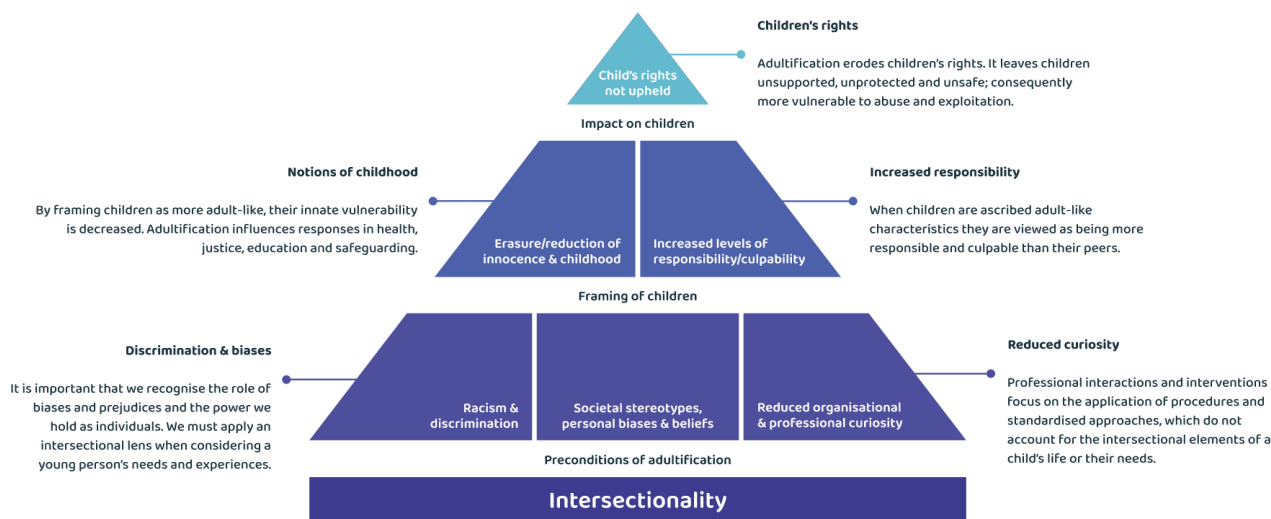 Children's rights
Adultification erodes children's rights. It leaves children
unsupported, unprotected and unsafe; consequently
more vulnerable to abuse and exploitation.
Child's rights
not upheld
Impact on children
Notions of childhood
By framing children as more adult-like, their innate vulnerability
is decreased. Adultification influences responses in health,
justice, education and safeguarding.
Erasure/reduction of
innocence & childhood
Increased levels of
responsibility/culpability
Increased responsibility
When children are ascribed adult-like
characteristics they are viewed as being more
responsible and culpable than their peers.
Framing of children
Discrimination & biases
It is important that we recognise the role of
biases and prejudices and the power we
hold as individuals. We must apply an
intersectional lens when considering a
young person's needs and experiences.
Racism &
discrimination
Societal stereotypes,
personal biases & beliefs
Reduced organisational
& professional curiosity
Reduced curiosity
Professional interactions and interventions
focus on the application of procedures and
standardised approaches, which do not
account for the intersectional elements of a
child's life or their needs.
Preconditions of adultification
Intersectionality